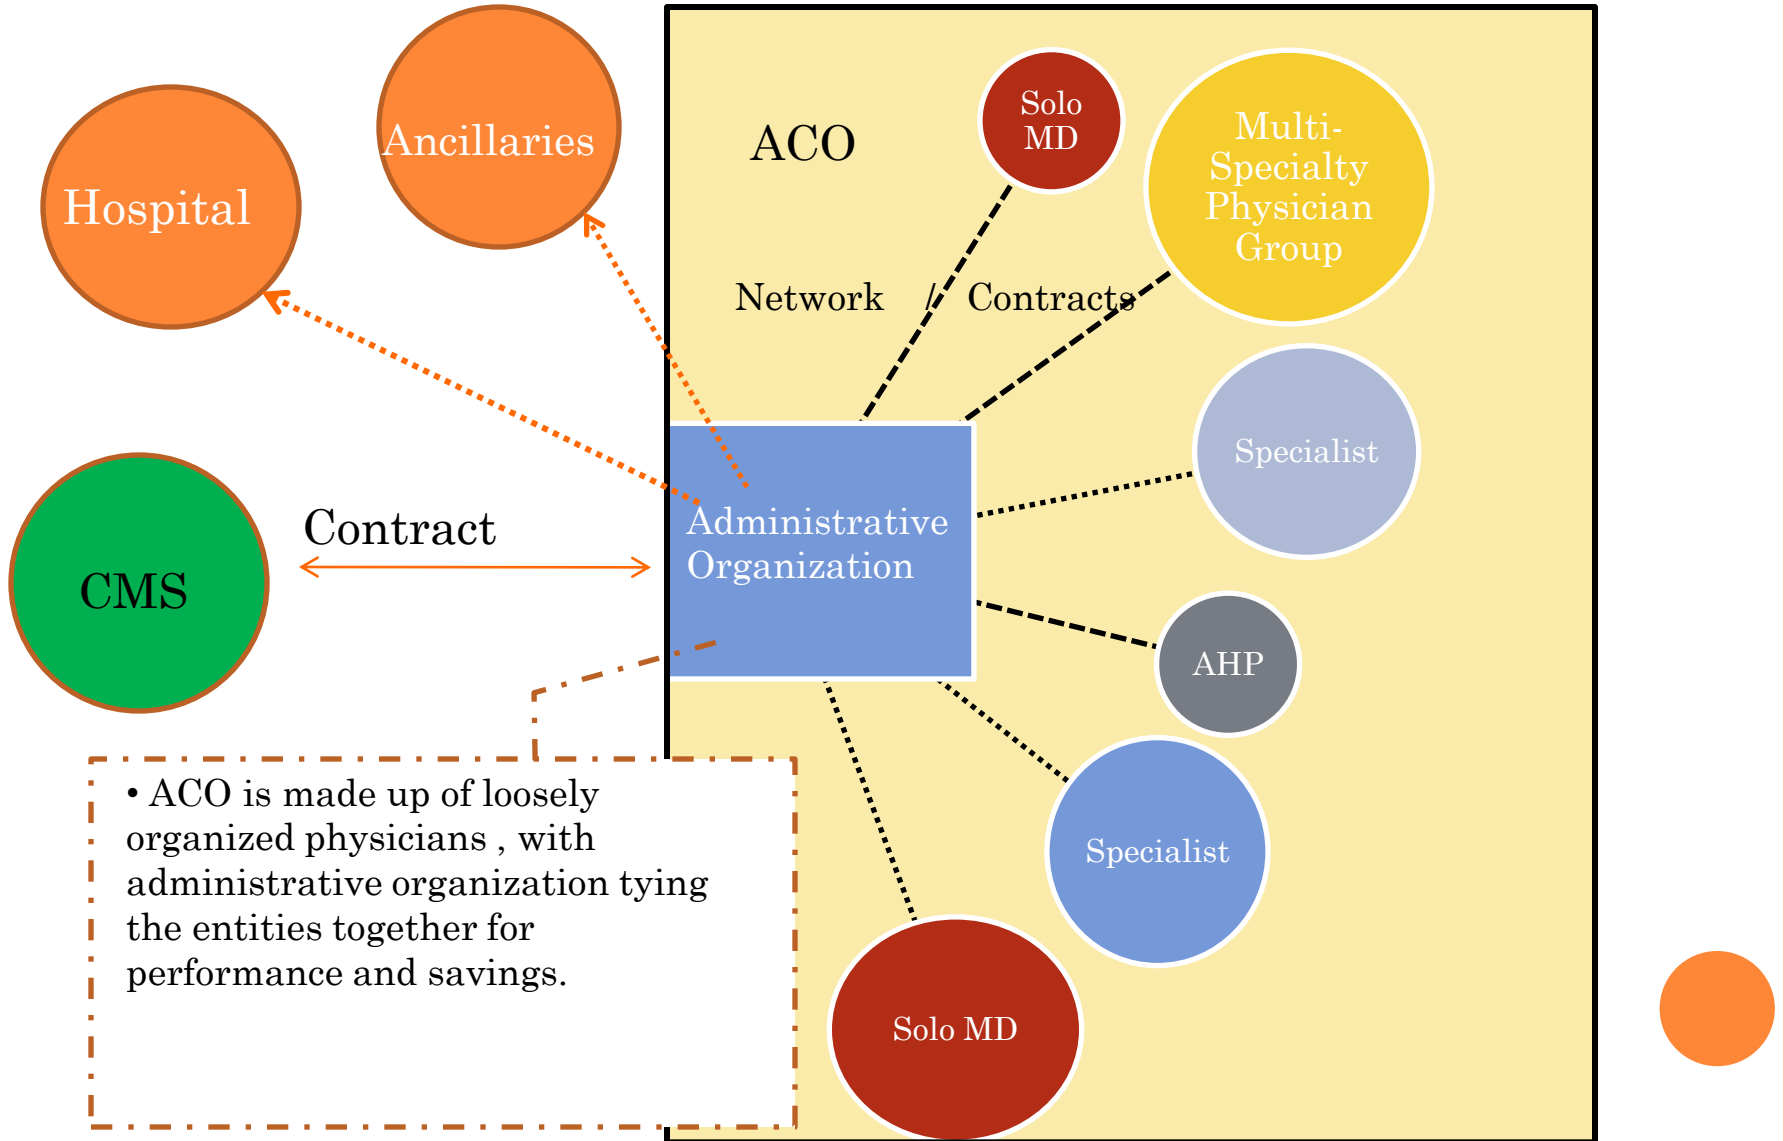 Ancillaries
Hospital
ACO
Solo
MD
Multi-
Specialty
Physician
Group
Network / Contracts
Specialist
Contract
Administrative
Organization
CMS
AHP
• ACO is made up of loosely
organized physicians , with
administrative organization tying
the entities together for
performance and savings.
Specialist
Solo MD